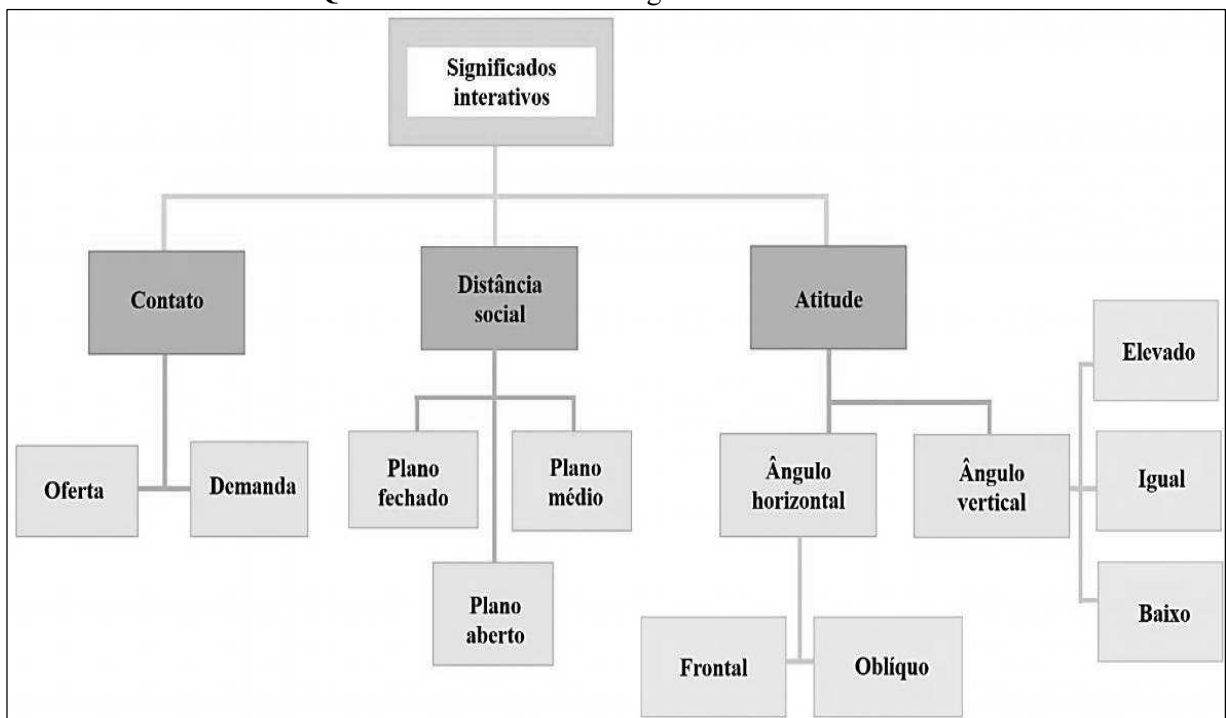 Significados
interativos
Contato
Distância
social
Atitude
Oferta
Demanda
Plano
fechado
Plano
médio
Plano
aberto
Ângulo
horizontal
Ângulo
vertical
Elevado
Igual
Baixo
Frontal
Oblíquo